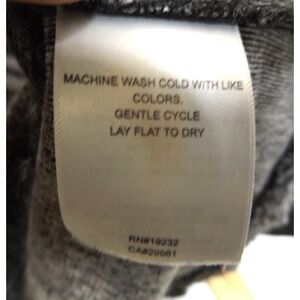 MACHINE WASH COLD WITH LIKE
COLORS.
GENTLE CYCLE
LAY FLAT TO DRY
RN#19232
CA#29061